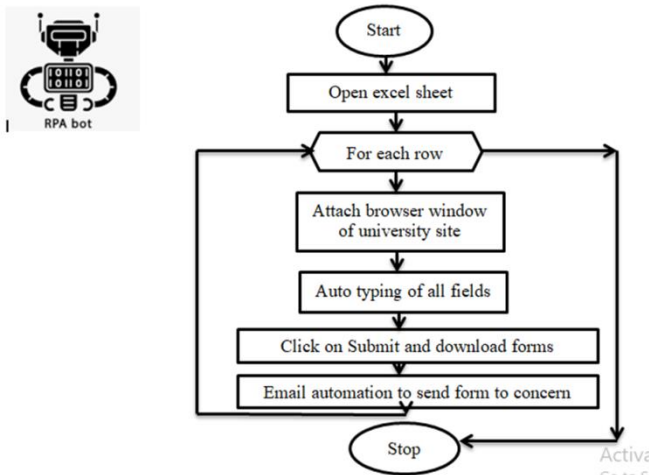 Start
Open excel sheet
RPA bot
For each row
Attach browser window
of university site
Auto typing of all fields
Click on Submit and download forms
Email automation to send form to concern
Stop
Activa